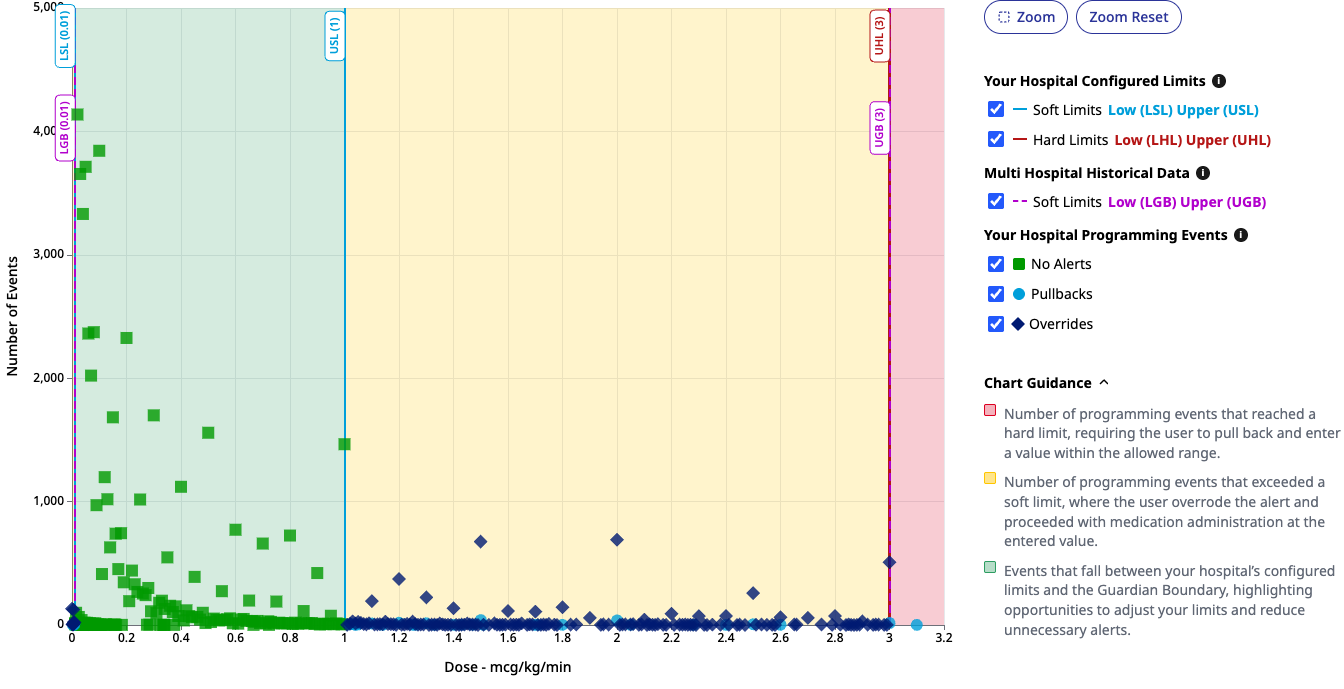 5,000
4,000
3,000
2,000
1,000
0
Number of Events
LSL (0.01)
LGB (0.01)
USL (1)
UHL (3)
UGB (3)
0 0.2 0.4 0.6 0.8 1 1.2 1.4 1.6 1.8 2 2.2 2.4 2.6 2.8 3 3.2
Dose - mcg/kg/min
Zoom
Zoom Reset
Your Hospital Configured Limits i
Soft Limits Low (LSL) Upper (USL)
Hard Limits Low (LHL) Upper (UHL)
Multi Hospital Historical Data i
Soft Limits Low (LGB) Upper (UGB)
Your Hospital Programming Events i
No Alerts
Pullbacks
Overrides
Chart Guidance
Number of programming events that reached a
hard limit, requiring the user to pull back and enter
a value within the allowed range.
Number of programming events that exceeded a
soft limit, where the user overrode the alert and
proceeded with medication administration at the
entered value.
Events that fall between your hospital’s configured
limits and the Guardian Boundary, highlighting
opportunities to adjust your limits and reduce
unnecessary alerts.